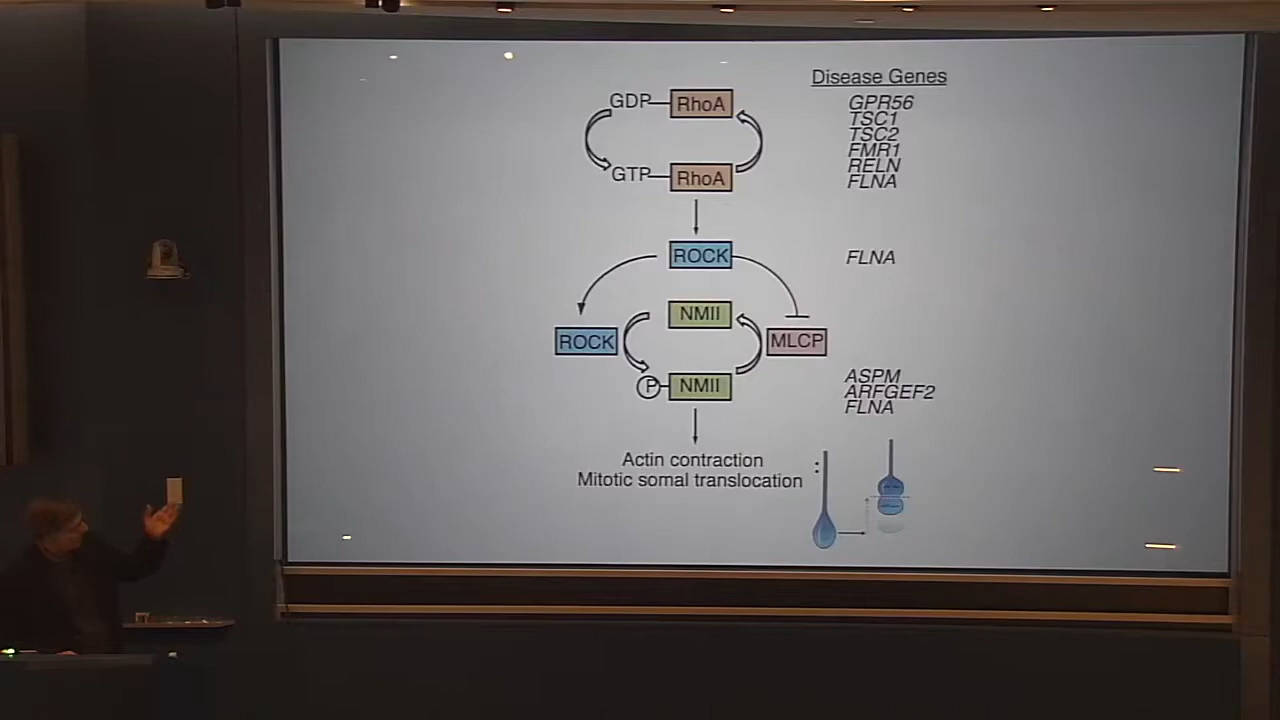 Disease Genes
GDP RhoA
GPR56
TSC1
TSC2
FMR1
RELN
GTP RhoA
FLNA
ROCK
FLNA
NMII
ROCK
MLCP
P NMII
ASPM
ARFGEF2
FLNA
Actin contraction
Mitotic somal translocation :